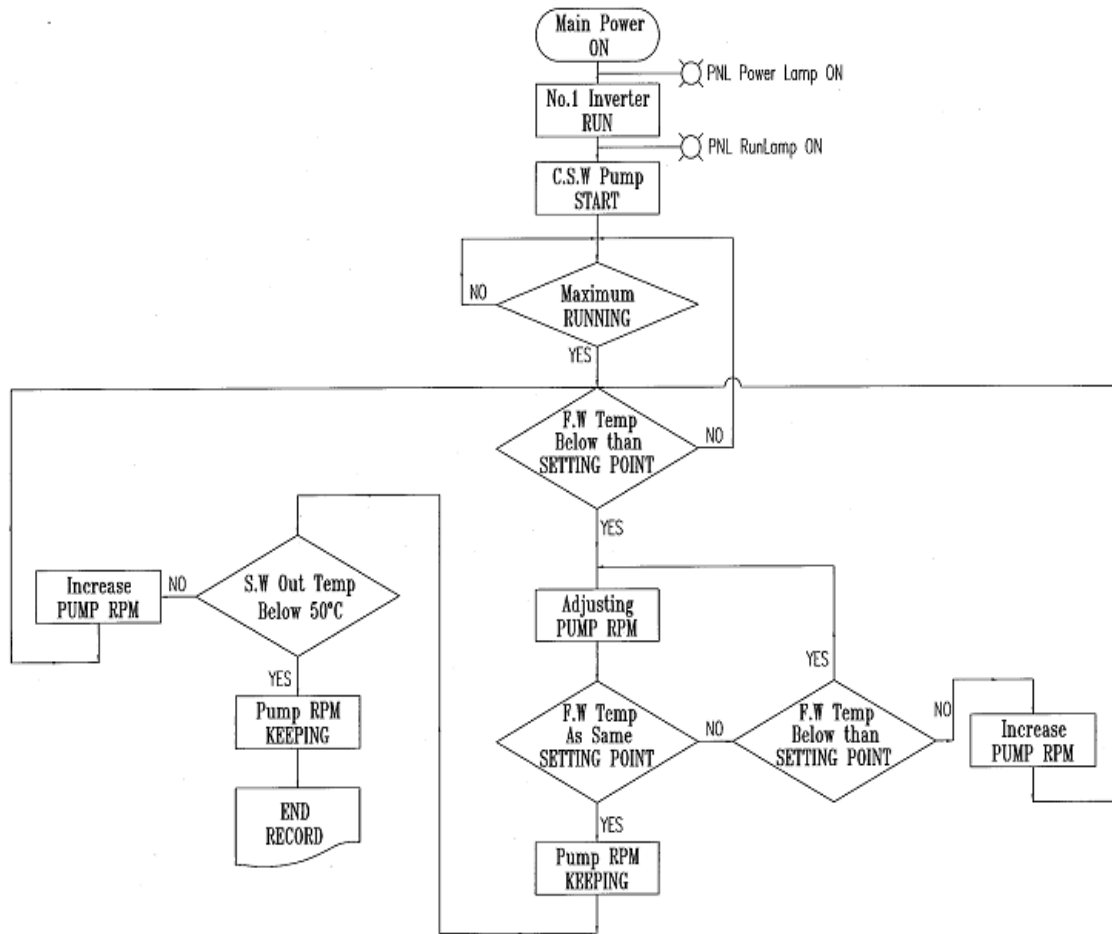 Main Power
ON
PNL Power Lamp ON
No.1 Inverter
RUN
PNL RunLamp ON
C.S.W Pump
START
NO
Maximum
RUNNING
YES
F.W Temp
Below than
SETTING POINT
NO
YES
Increase
PUMP RPM
NO
S.W Out Temp
Below 50°C
YES
Pump RPM
KEEPING
END
RECORD
Adjusting
PUMP RPM
YES
F.W Temp
As Same
SETTING POINT
NO
F.W Temp
Below than
SETTING POINT
NO
Increase
PUMP RPM
YES
Pump RPM
KEEPING